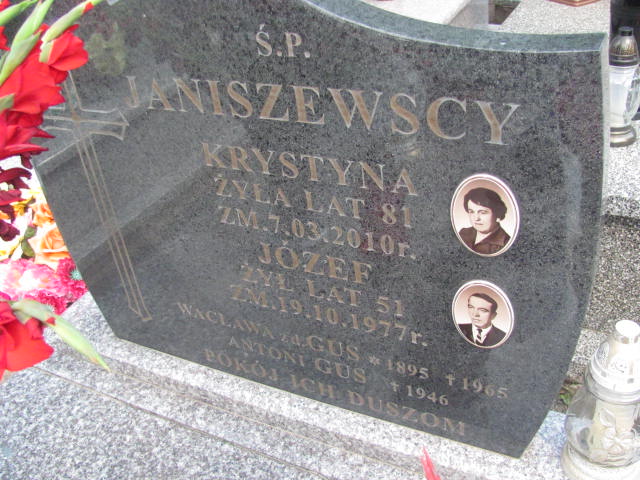 Ś.P.
JANISZEWSCY
KRYSTYNA
ŻYŁA LAT 81
ZM.7.03.2010r.
JÓZEF
ŻYŁ LAT 51
ZM.19.10.1977r.
WACŁAWA z d.GUS * 1895 † 1965
ANTONI GUS † 1946
POKÓJ ICH DUSZOM